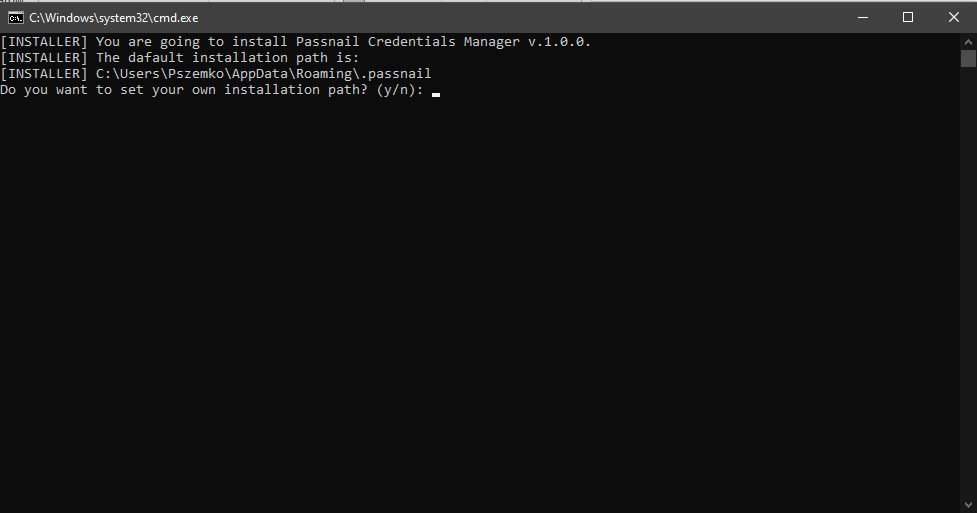 C:\Windows\system32\cmd.exe
[INSTALLER] You are going to install Passnail Credentials Manager v.1.0.0.
[INSTALLER] The dafault installation path is:
[INSTALLER] C:\Users\Pszemko\AppData\Roaming\.passnail
Do you want to set your own installation path? (y/n):